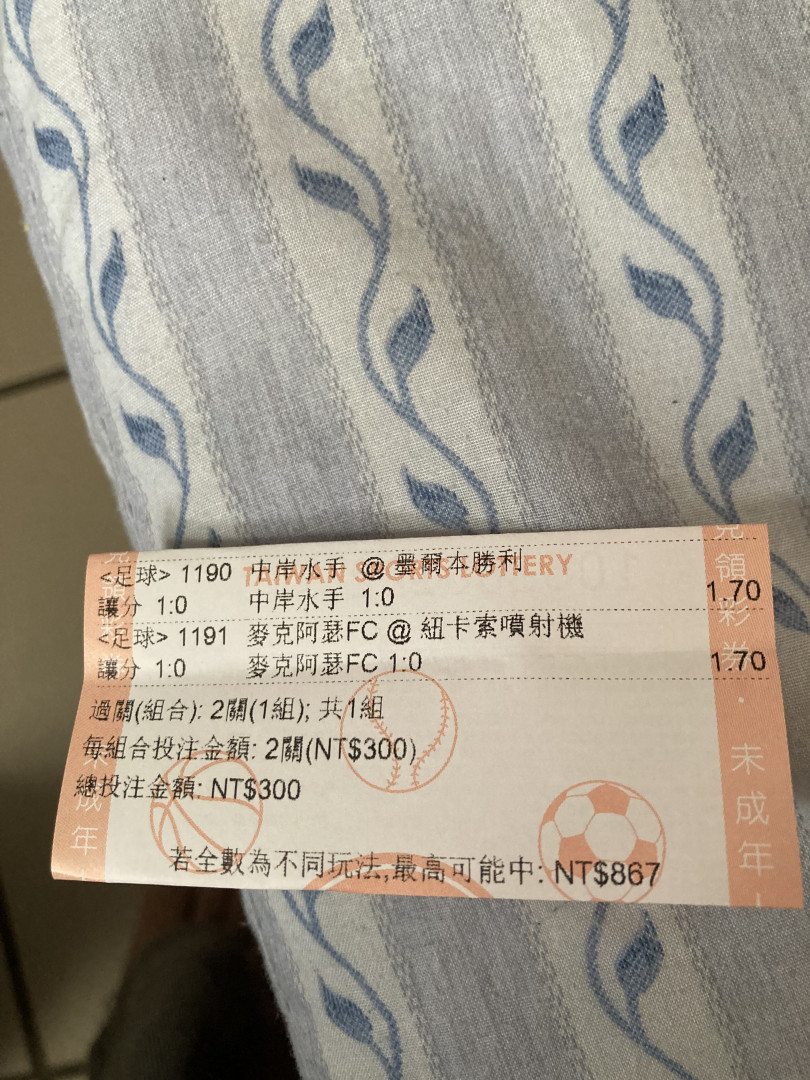 TAIWAN SPORTS LOTTERY
<足球> 1190 中岸水手 @ 墨爾本勝利
讓分 1:0 中岸水手 1:0 1.70
<足球> 1191 麥克阿瑟FC @ 紐卡索噴射機
讓分 1:0 麥克阿瑟FC 1:0 1.70
過關(組合): 2關(1組); 共1組
每組合投注金額: 2關(NT$300)
總投注金額: NT$300
若全數為不同玩法,最高可能中: NT$867
領彩券 · 未成年
未成年